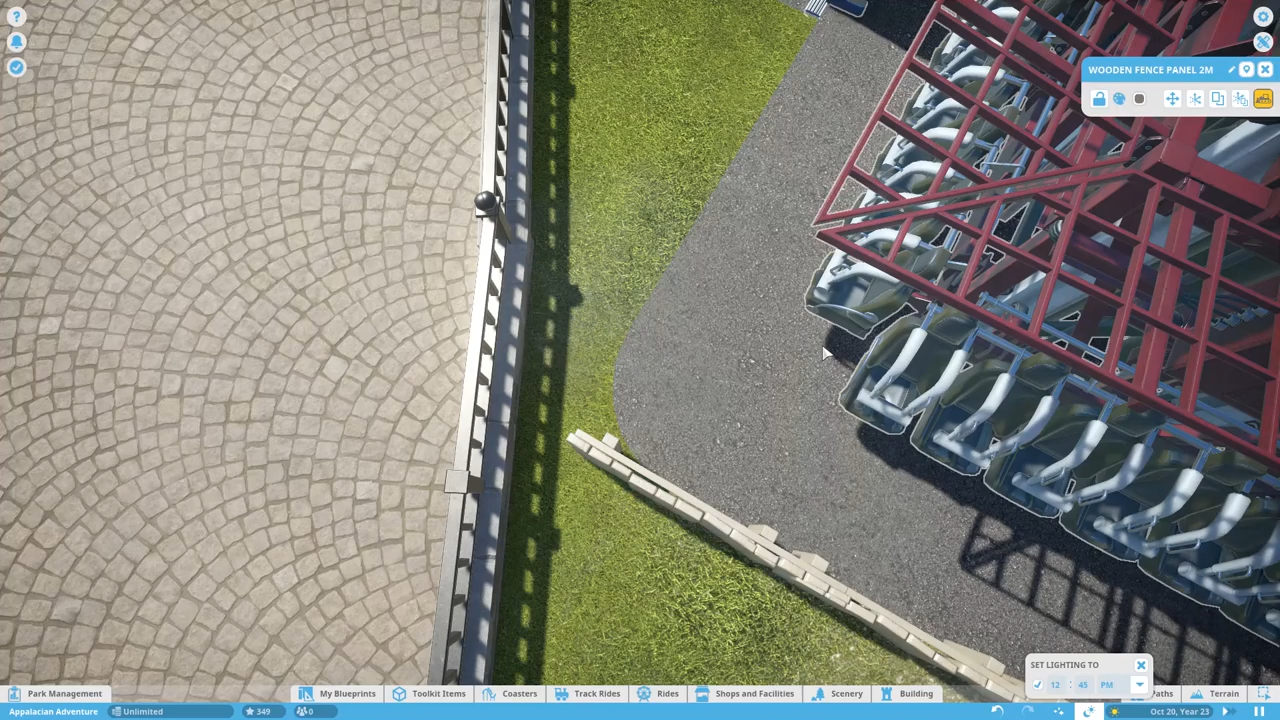 WOODEN FENCE PANEL 2M
SET LIGHTING TO
12 : 45 PM
Park Management
My Blueprints
Toolkit Items
Coasters
Track Rides
Rides
Shops and Facilities
Scenery
Building
Paths
Terrain
Appalacian Adventure
Unlimited
349
0
Oct 20, Year 23